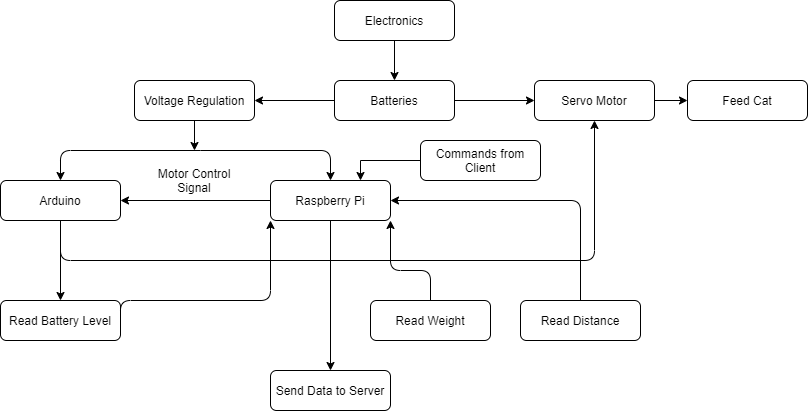 Electronics
Voltage Regulation
Batteries
Servo Motor
Feed Cat
Commands from
Client
Motor Control
Signal
Arduino
Raspberry Pi
Read Battery Level
Read Weight
Read Distance
Send Data to Server